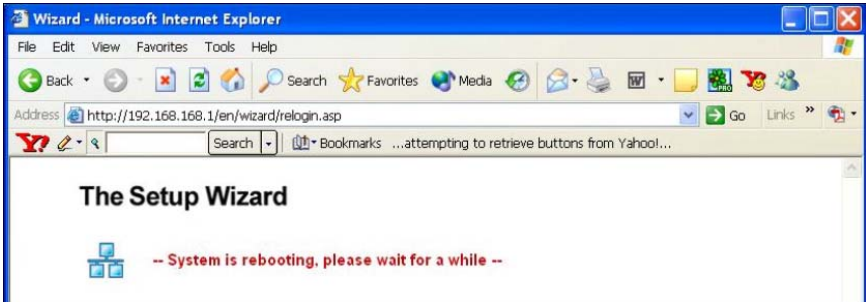 Wizard - Microsoft Internet Explorer
File Edit View Favorites Tools Help
Back Search Favorites Media W PRO Y!
Address http://192.168.168.1/en/wizard/relogin.asp Go Links »
Y! Search Bookmarks ...attempting to retrieve buttons from Yahoo!...
The Setup Wizard
-- System is rebooting, please wait for a while --